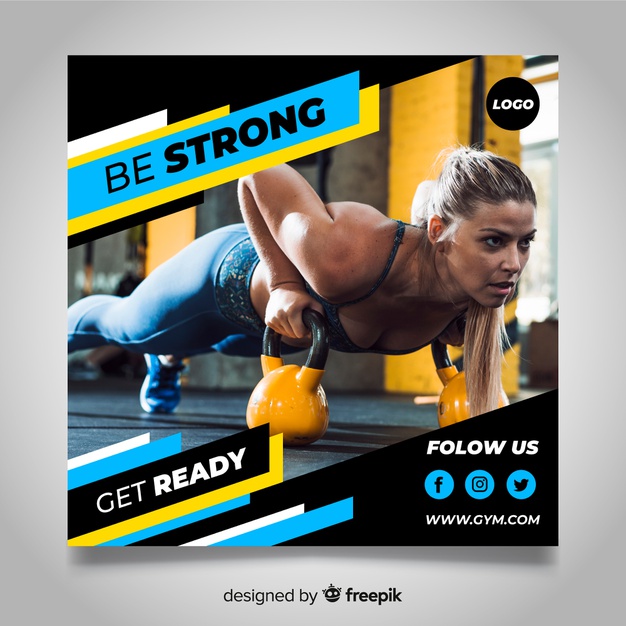 BE STRONG
LOGO
GET READY
FOLOW US
WWW.GYM.COM
designed by freepik